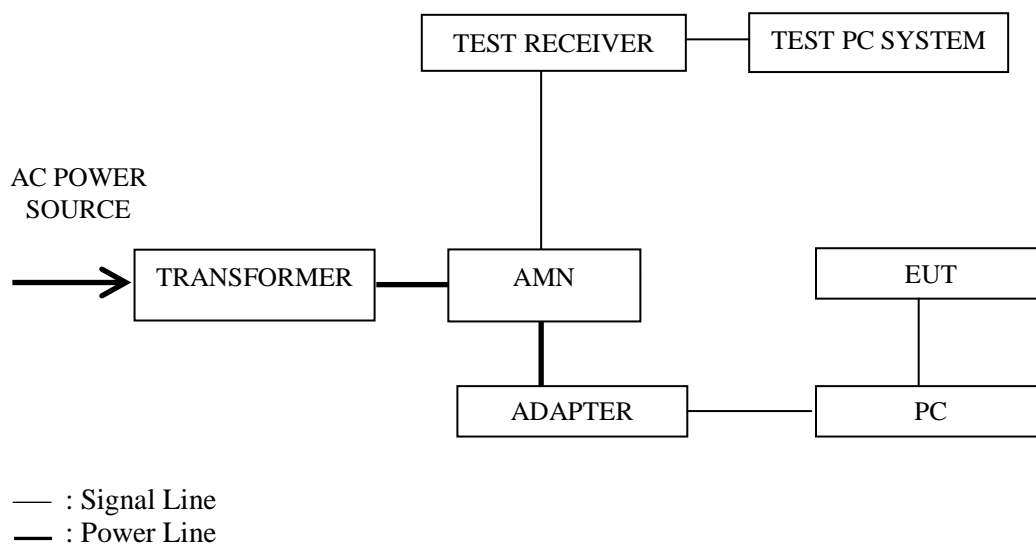 TEST RECEIVER
TEST PC SYSTEM
AC POWER
SOURCE
TRANSFORMER
AMN
EUT
ADAPTER
PC
: Signal Line
: Power Line